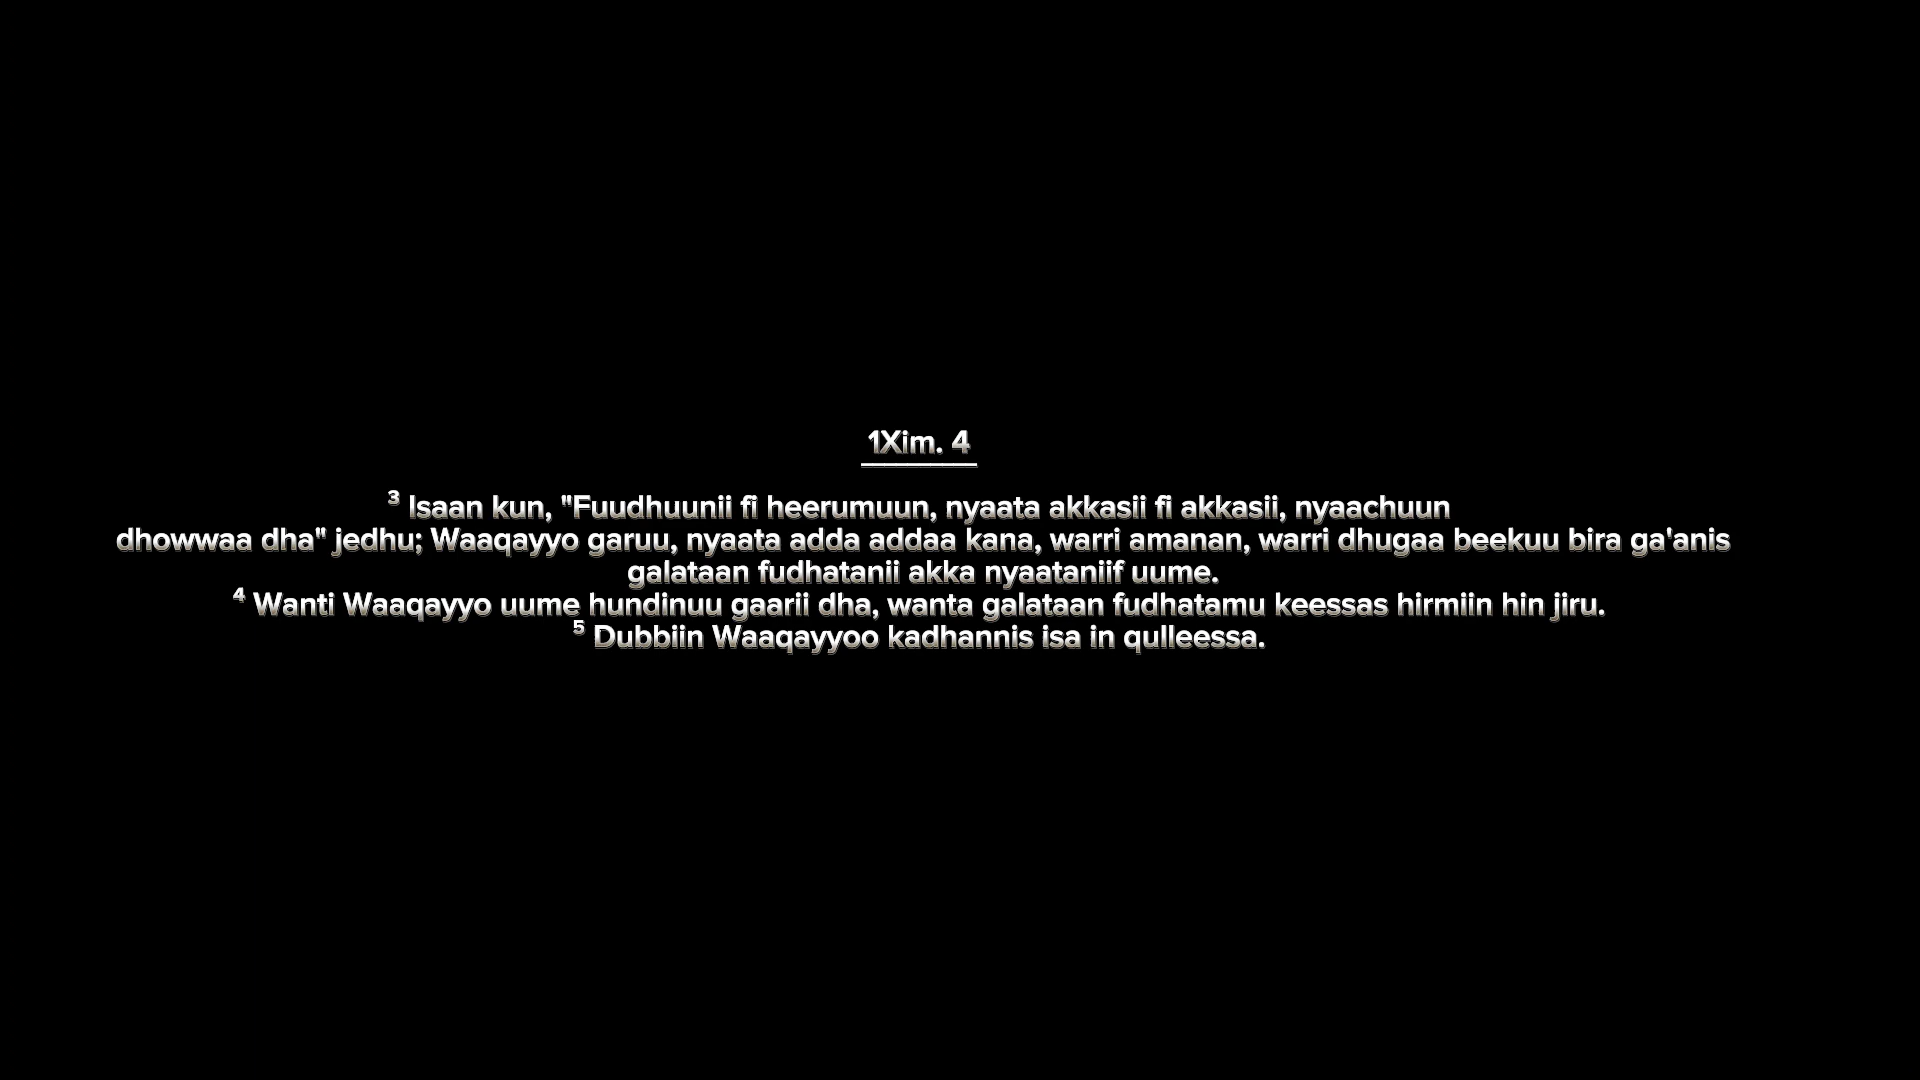 1Xim. 4
³ Isaan kun, "Fuudhuunii fi heerumuun, nyaata akkasii fi akkasii, nyaachuun
dhowwaa dha" jedhu; Waaqayyo garuu, nyaata adda addaa kana, warri amanan, warri dhugaa beekuu bira ga'anis
galataan fudhatanii akka nyaataniif uume.
⁴ Wanti Waaqayyo uume hundinuu gaarii dha, wanta galataan fudhatamu keessas hirmiin hin jiru.
⁵ Dubbiin Waaqayyoo kadhannis isa in qulleessa.